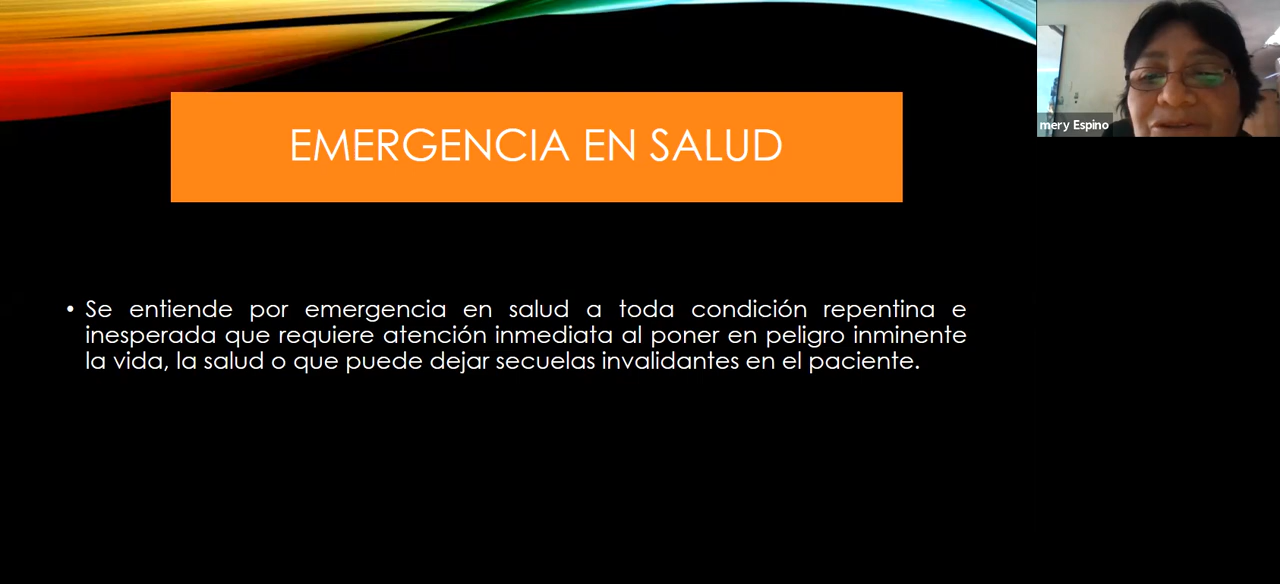 mery Espino
EMERGENCIA EN SALUD
• Se entiende por emergencia en salud a toda condición repentina e
inesperada que requiere atención inmediata al poner en peligro inminente
la vida, la salud o que puede dejar secuelas invalidantes en el paciente.